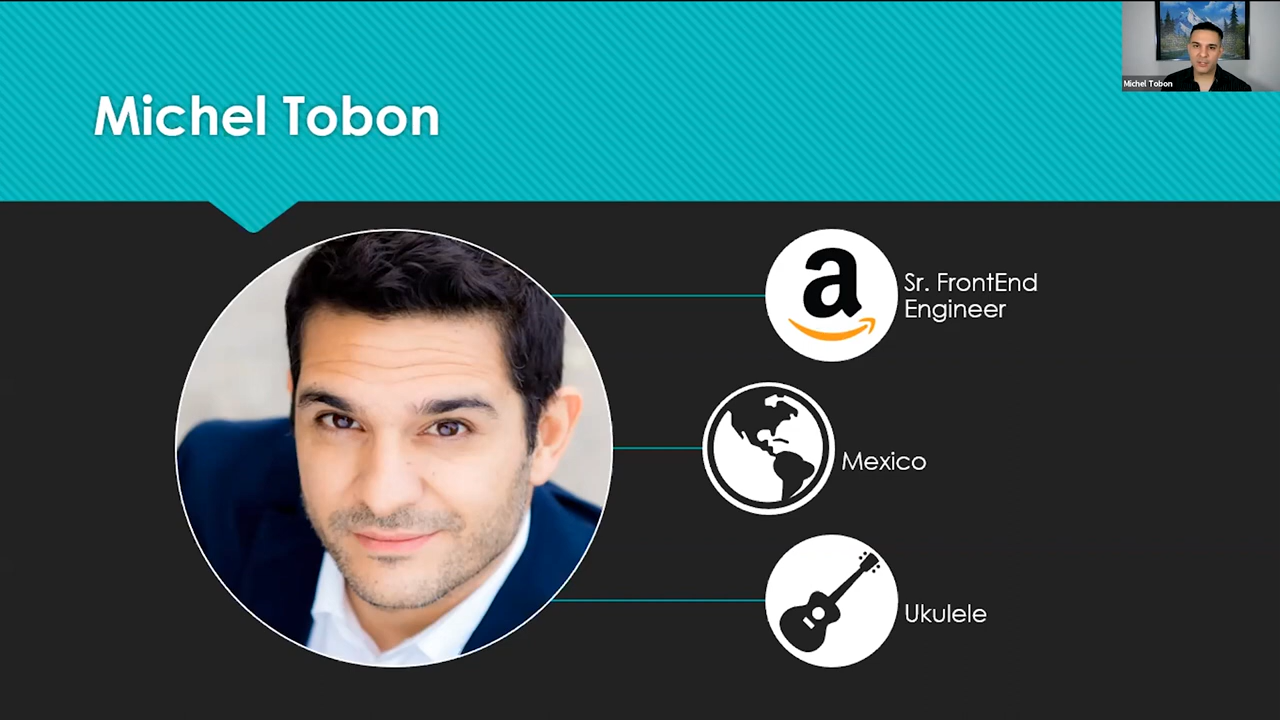 Michel Tobon
Michel Tobon
a
Sr. FrontEnd
Engineer
Mexico
Ukulele